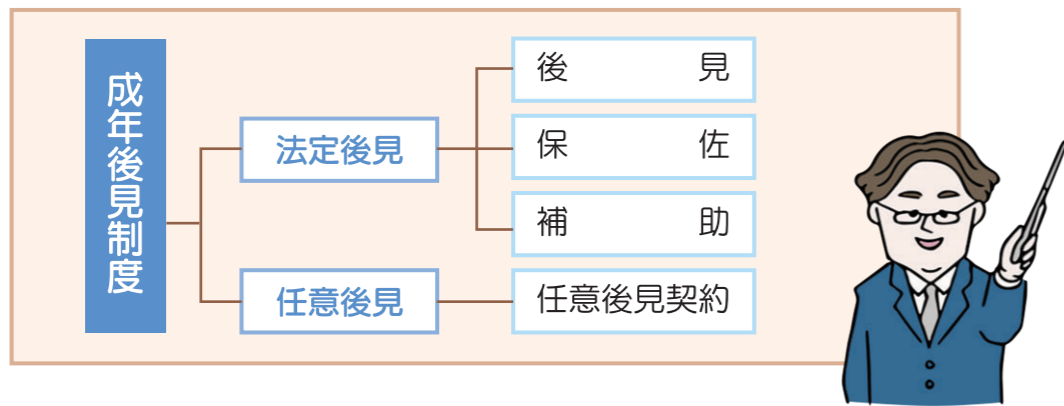 成年後見制度
法定後見
後見
保佐
補助
任意後見
任意後見契約